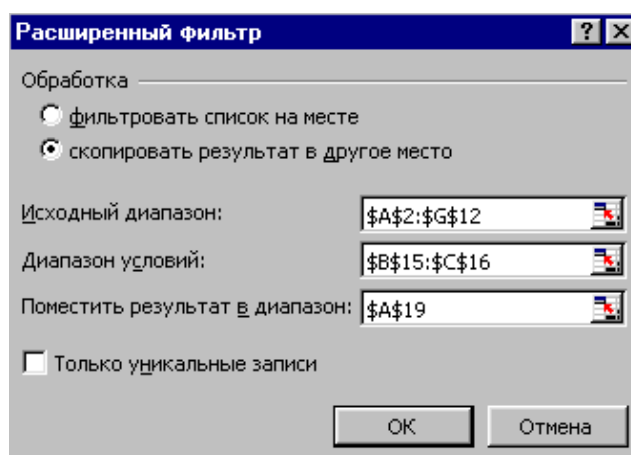 Расширенный фильтр
Обработка
фильтровать список на месте
скопировать результат в другое место
Исходный диапазон: $A$2:$G$12
Диапазон условий: $B$15:$C$16
Поместить результат в диапазон: $A$19
Только уникальные записи
ОК Отмена